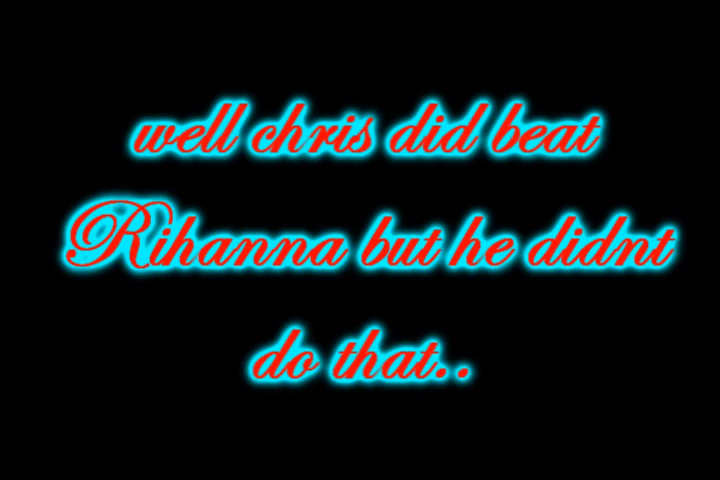 well chris did beat
Rihanna but he didnt
do that..